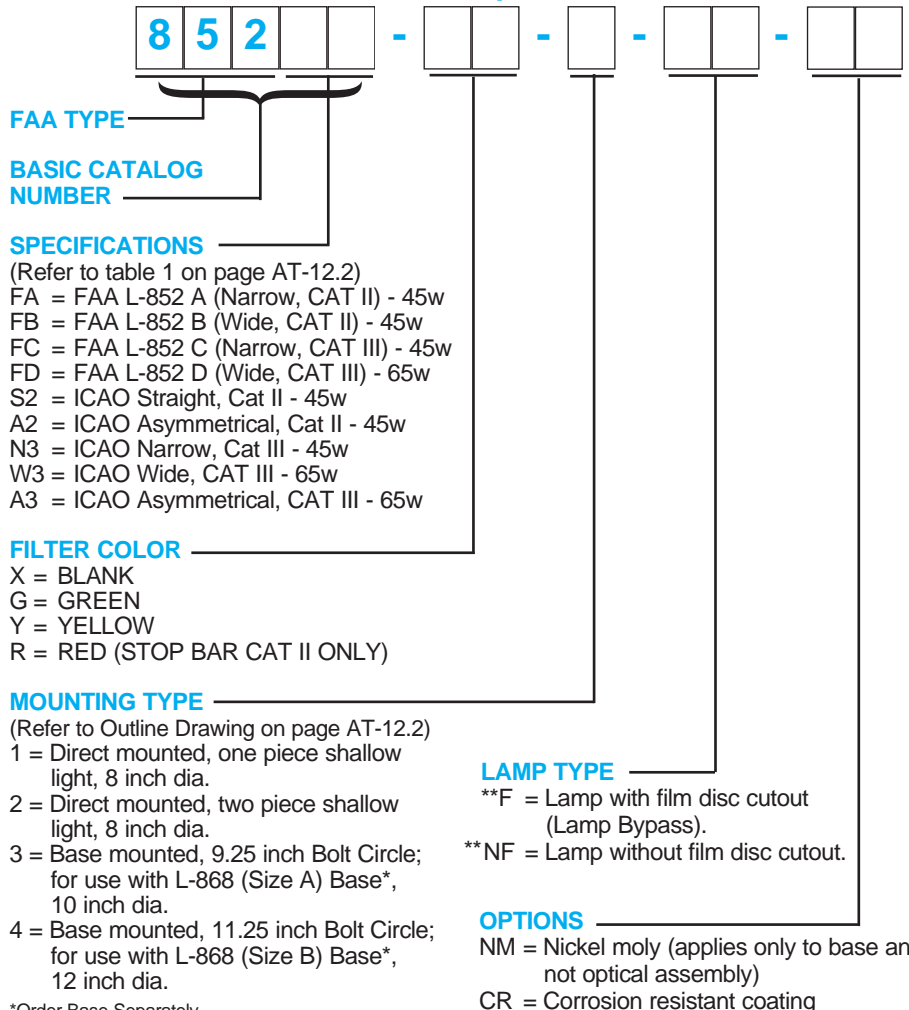 8 5 2 - - - -
FAA TYPE
BASIC CATALOG
NUMBER
SPECIFICATIONS
(Refer to table 1 on page AT-12.2)
FA = FAA L-852 A (Narrow, CAT II) - 45w
FB = FAA L-852 B (Wide, CAT II) - 45w
FC = FAA L-852 C (Narrow, CAT III) - 45w
FD = FAA L-852 D (Wide, CAT III) - 65w
S2 = ICAO Straight, Cat II - 45w
A2 = ICAO Asymmetrical, Cat II - 45w
N3 = ICAO Narrow, Cat III - 45w
W3 = ICAO Wide, CAT III - 65w
A3 = ICAO Asymmetrical, CAT III - 65w
FILTER COLOR
X = BLANK
G = GREEN
Y = YELLOW
R = RED (STOP BAR CAT II ONLY)
MOUNTING TYPE
(Refer to Outline Drawing on page AT-12.2)
1 = Direct mounted, one piece shallow
light, 8 inch dia.
2 = Direct mounted, two piece shallow
light, 8 inch dia.
3 = Base mounted, 9.25 inch Bolt Circle;
for use with L-868 (Size A) Base*,
10 inch dia.
4 = Base mounted, 11.25 inch Bolt Circle;
for use with L-868 (Size B) Base*,
12 inch dia.
*Order Base Separately
LAMP TYPE
**F = Lamp with film disc cutout
(Lamp Bypass).
**NF = Lamp without film disc cutout.
OPTIONS
NM = Nickel moly (applies only to base an
not optical assembly)
CR = Corrosion resistant coating